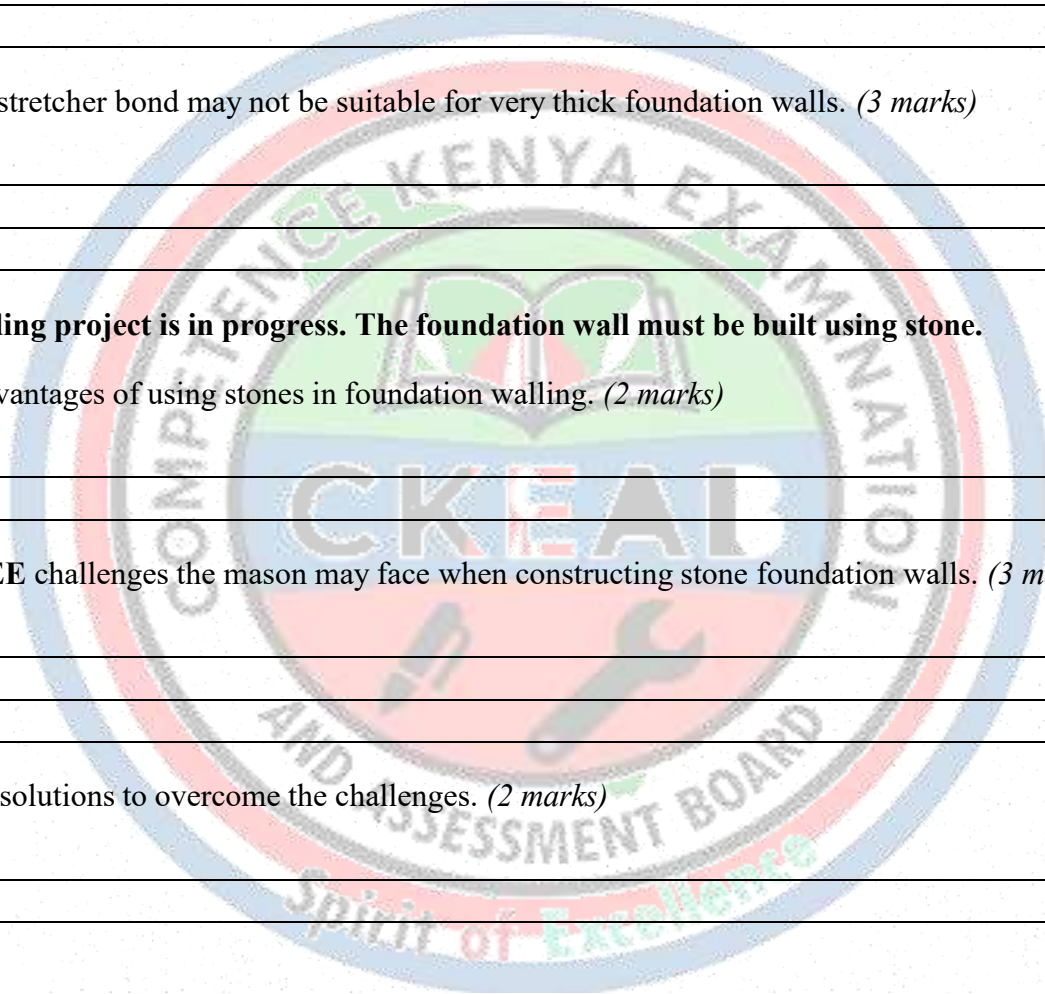 stretcher bond may not be suitable for very thick foundation walls. (3 marks)
ling project is in progress. The foundation wall must be built using stone.
vantages of using stones in foundation walling. (2 marks)
EE challenges the mason may face when constructing stone foundation walls. (3 m
solutions to overcome the challenges. (2 marks)
COMPETENCE KENYA EXAMINATION
CKEAB
AND ASSESSMENT BOARD
Spirit of Excellence